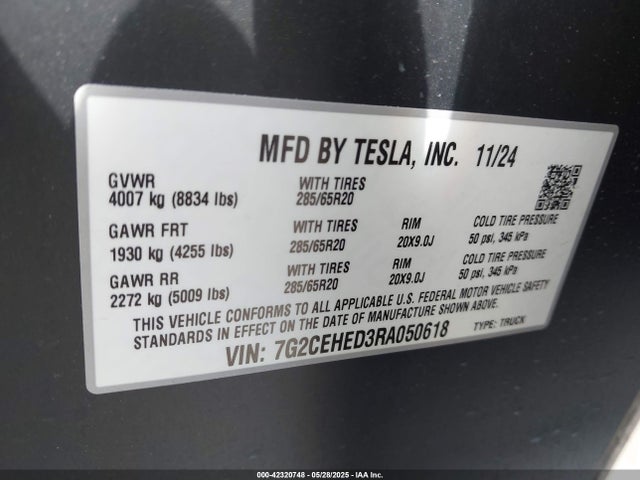 MFD BY TESLA, INC. 11/24
GVWR WITH TIRES
4007 kg (8834 lbs) 285/65R20
GAWR FRT WITH TIRES RIM COLD TIRE PRESSURE
1930 kg (4255 lbs) 285/65R20 20X9.0J 50 psi, 345 kPa
GAWR RR WITH TIRES RIM COLD TIRE PRESSURE
2272 kg (5009 lbs) 285/65R20 20X9.0J 50 psi, 345 kPa
THIS VEHICLE CONFORMS TO ALL APPLICABLE U.S. FEDERAL MOTOR VEHICLE SAFETY
STANDARDS IN EFFECT ON THE DATE OF MANUFACTURE SHOWN ABOVE.
VIN: 7G2CEHED3RA050618 TYPE: TRUCK
000-42320748 - 05/28/2025 - IAA Inc.